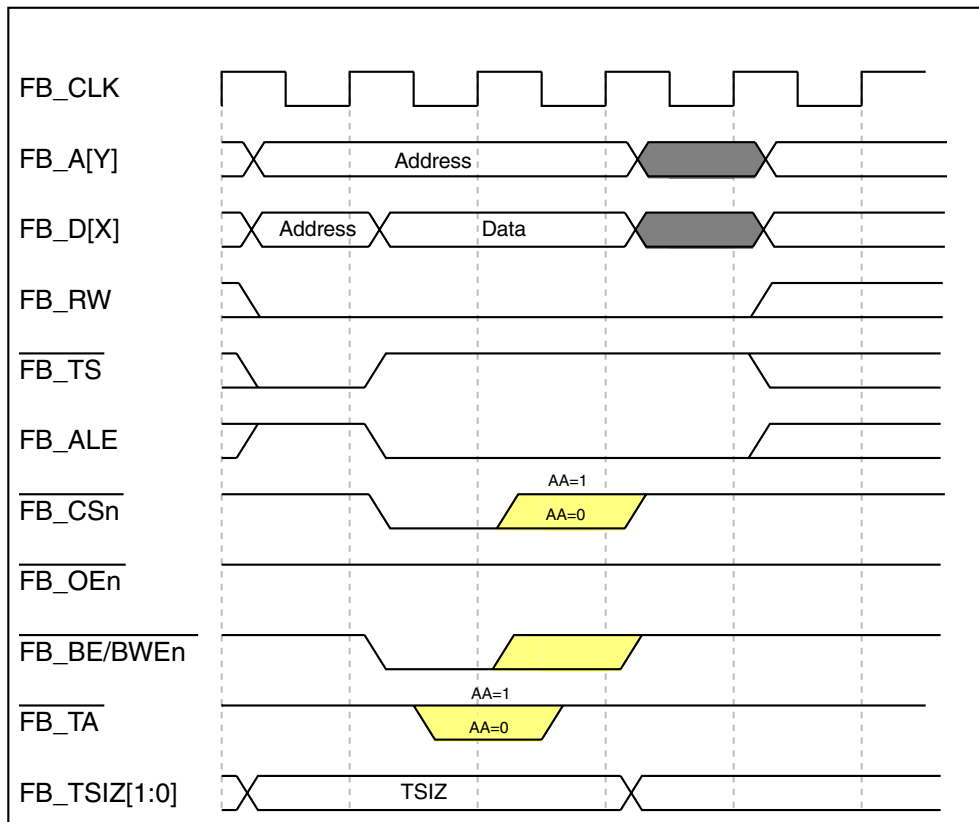 FB_CLK
FB_A[Y]
Address
FB_D[X]
Address
Data
FB_RW
FB_TS
FB_ALE
AA=1
FB_CSn
AA=0
FB_OEn
FB_BE/BWEn
AA=1
FB_TA
AA=0
FB_TSIZ[1:0]
TSIZ